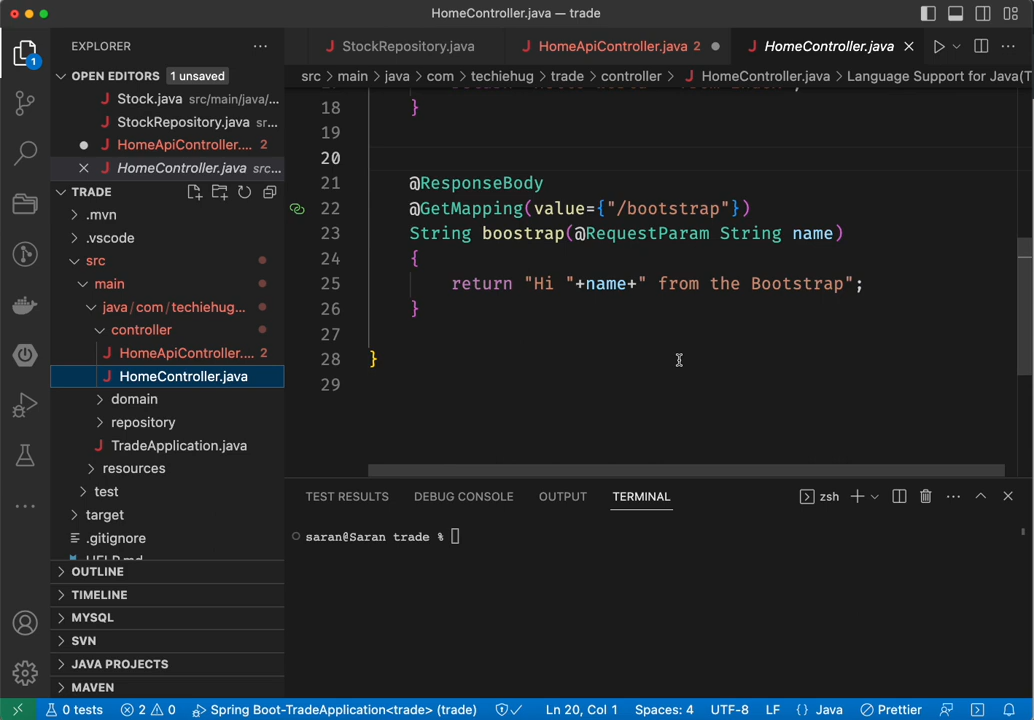 HomeController.java — trade
EXPLORER
StockRepository.java
HomeApiController.java 2
HomeController.java
src > main > java > com > techiehug > trade > controller > HomeController.java > Language Support for Java(T
OPEN EDITORS 1 unsaved
Stock.java src/main/java/...
StockRepository.java sr...
HomeApiController.... 2
HomeController.java src...
TRADE
.mvn
.vscode
src
main
java/com/techiehug...
controller
HomeApiController.... 2
HomeController.java
domain
repository
TradeApplication.java
resources
test
target
.gitignore
HELP.md
OUTLINE
TIMELINE
MYSQL
SVN
JAVA PROJECTS
MAVEN
18 }
19
20
21 @ResponseBody
22 @GetMapping(value={"/bootstrap"})
23 String boostrap(@RequestParam String name)
24 {
25 return "Hi "+name+" from the Bootstrap";
26 }
27
28 }
29
TEST RESULTS DEBUG CONSOLE OUTPUT TERMINAL
zsh
saran@Saran trade %
1
0 tests 2 0 Spring Boot-TradeApplication<trade> (trade) Ln 20, Col 1 Spaces: 4 UTF-8 LF {} Java Prettier